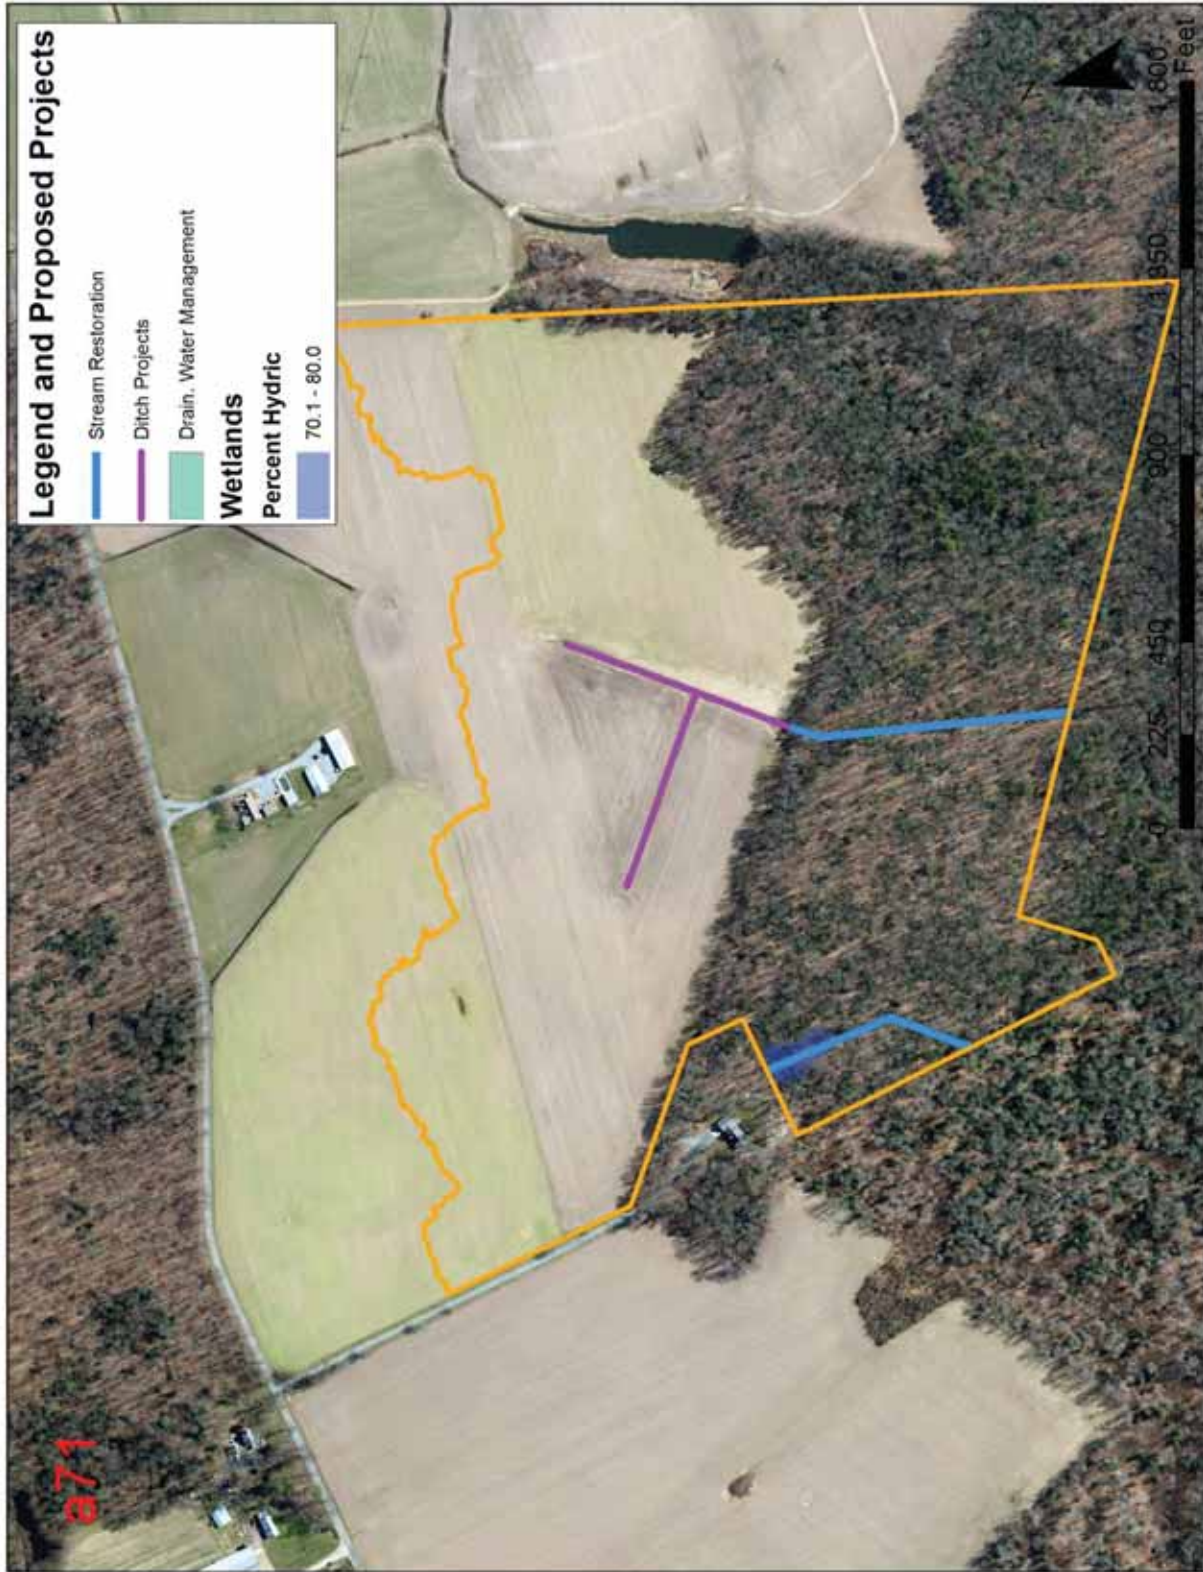 a71
Legend and Proposed Projects
Stream Restoration
Ditch Projects
Drain. Water Management
Wetlands
Percent Hydric
70.1 - 80.0
0 225 450 900 1,350 1,800
Feet